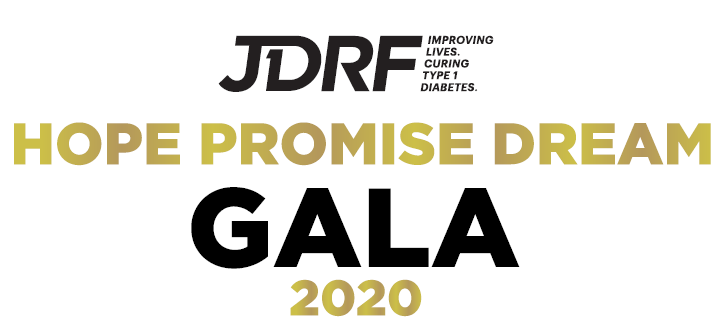 JDRF
IMPROVING
LIVES.
CURING
TYPE 1
DIABETES.
HOPE PROMISE DREAM
GALA
2020